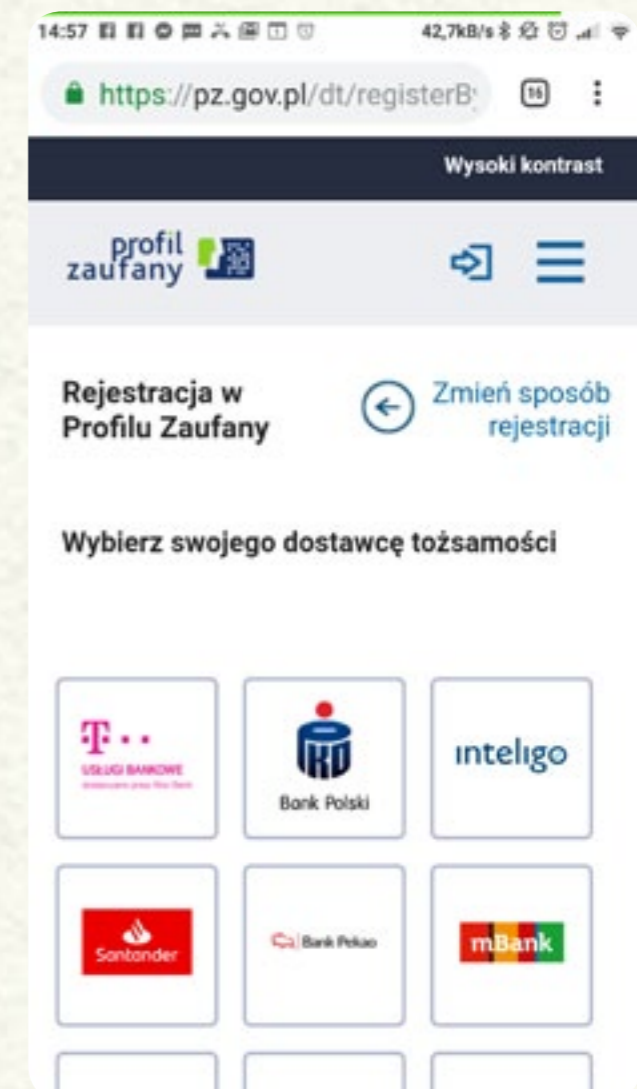 14:57
42,7kB/s
https://pz.gov.pl/dt/registerBy
16
Wysoki kontrast
profil
zaufany
Rejestracja w
Profilu Zaufany
Zmień sposób
rejestracji
Wybierz swojego dostawcę tożsamości
T
USŁUGI BANKOWE
Bank Polski
inteligo
Santander
Bank Pekao
mBank